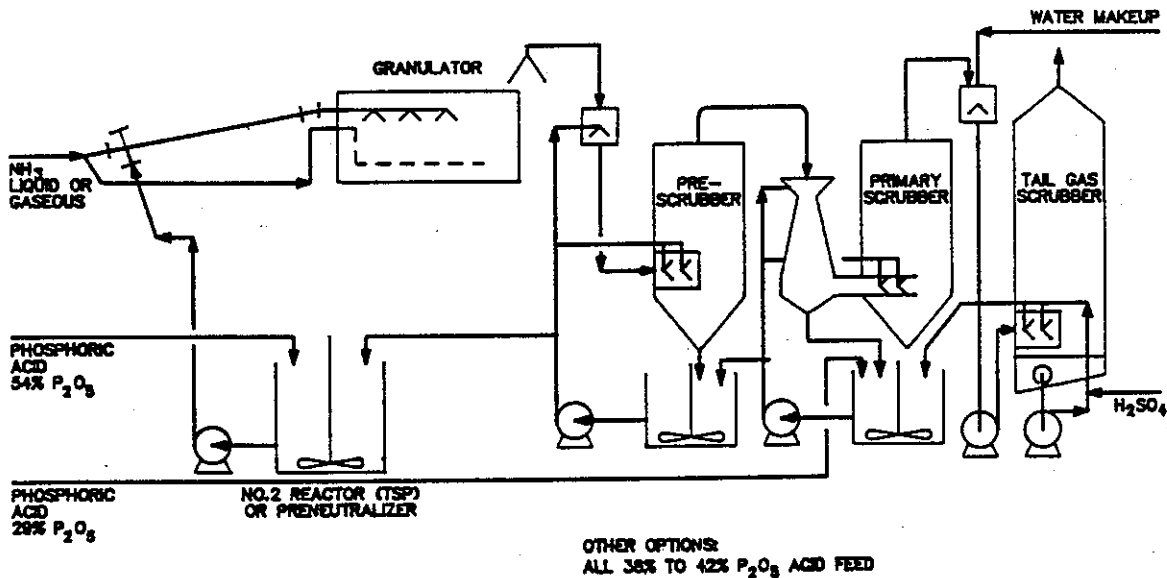 WATER MAKEUP
GRANULATOR
NH₃
LIQUID OR
GASEOUS
PRE-
SCRUBBER
PRIMARY
SCRUBBER
TAIL GAS
SCRUBBER
PHOSPHORIC
ACID
54% P₂O₅
H₂SO₄
PHOSPHORIC
ACID
29% P₂O₅
NO.2 REACTOR (TSP)
OR PRENEUTRALIZER
OTHER OPTIONS:
ALL 38% TO 42% P₂O₅ ACID FEED